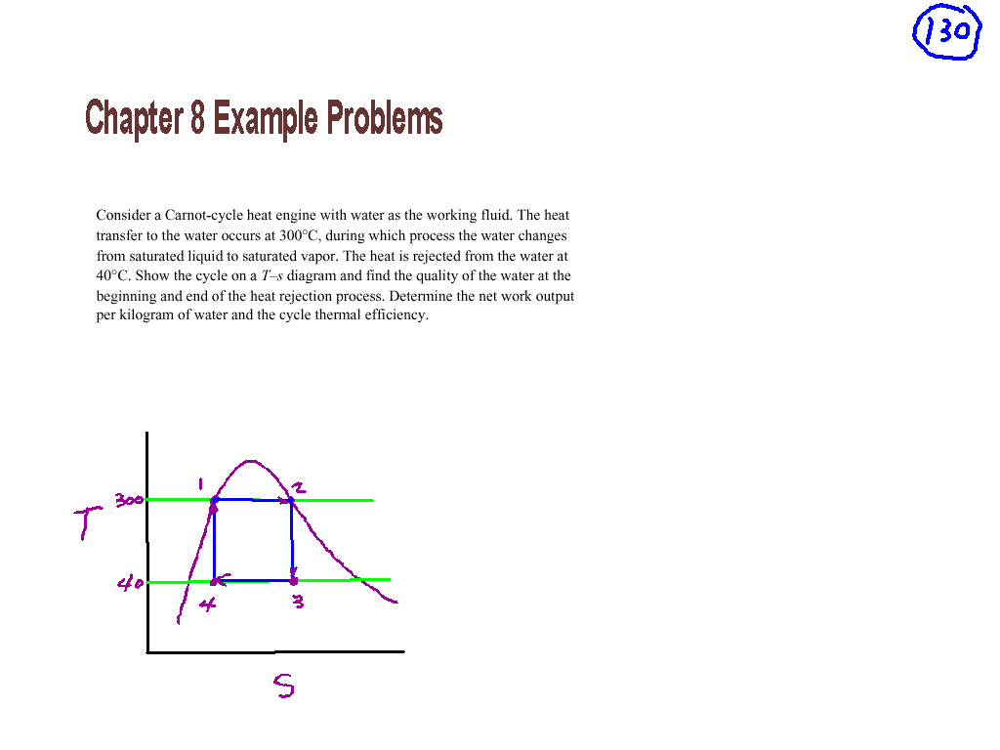 130
Chapter 8 Example Problems
Consider a Carnot-cycle heat engine with water as the working fluid. The heat
transfer to the water occurs at 300°C, during which process the water changes
from saturated liquid to saturated vapor. The heat is rejected from the water at
40°C. Show the cycle on a T–s diagram and find the quality of the water at the
beginning and end of the heat rejection process. Determine the net work output
per kilogram of water and the cycle thermal efficiency.
1 2
300
T
40
4 3
S